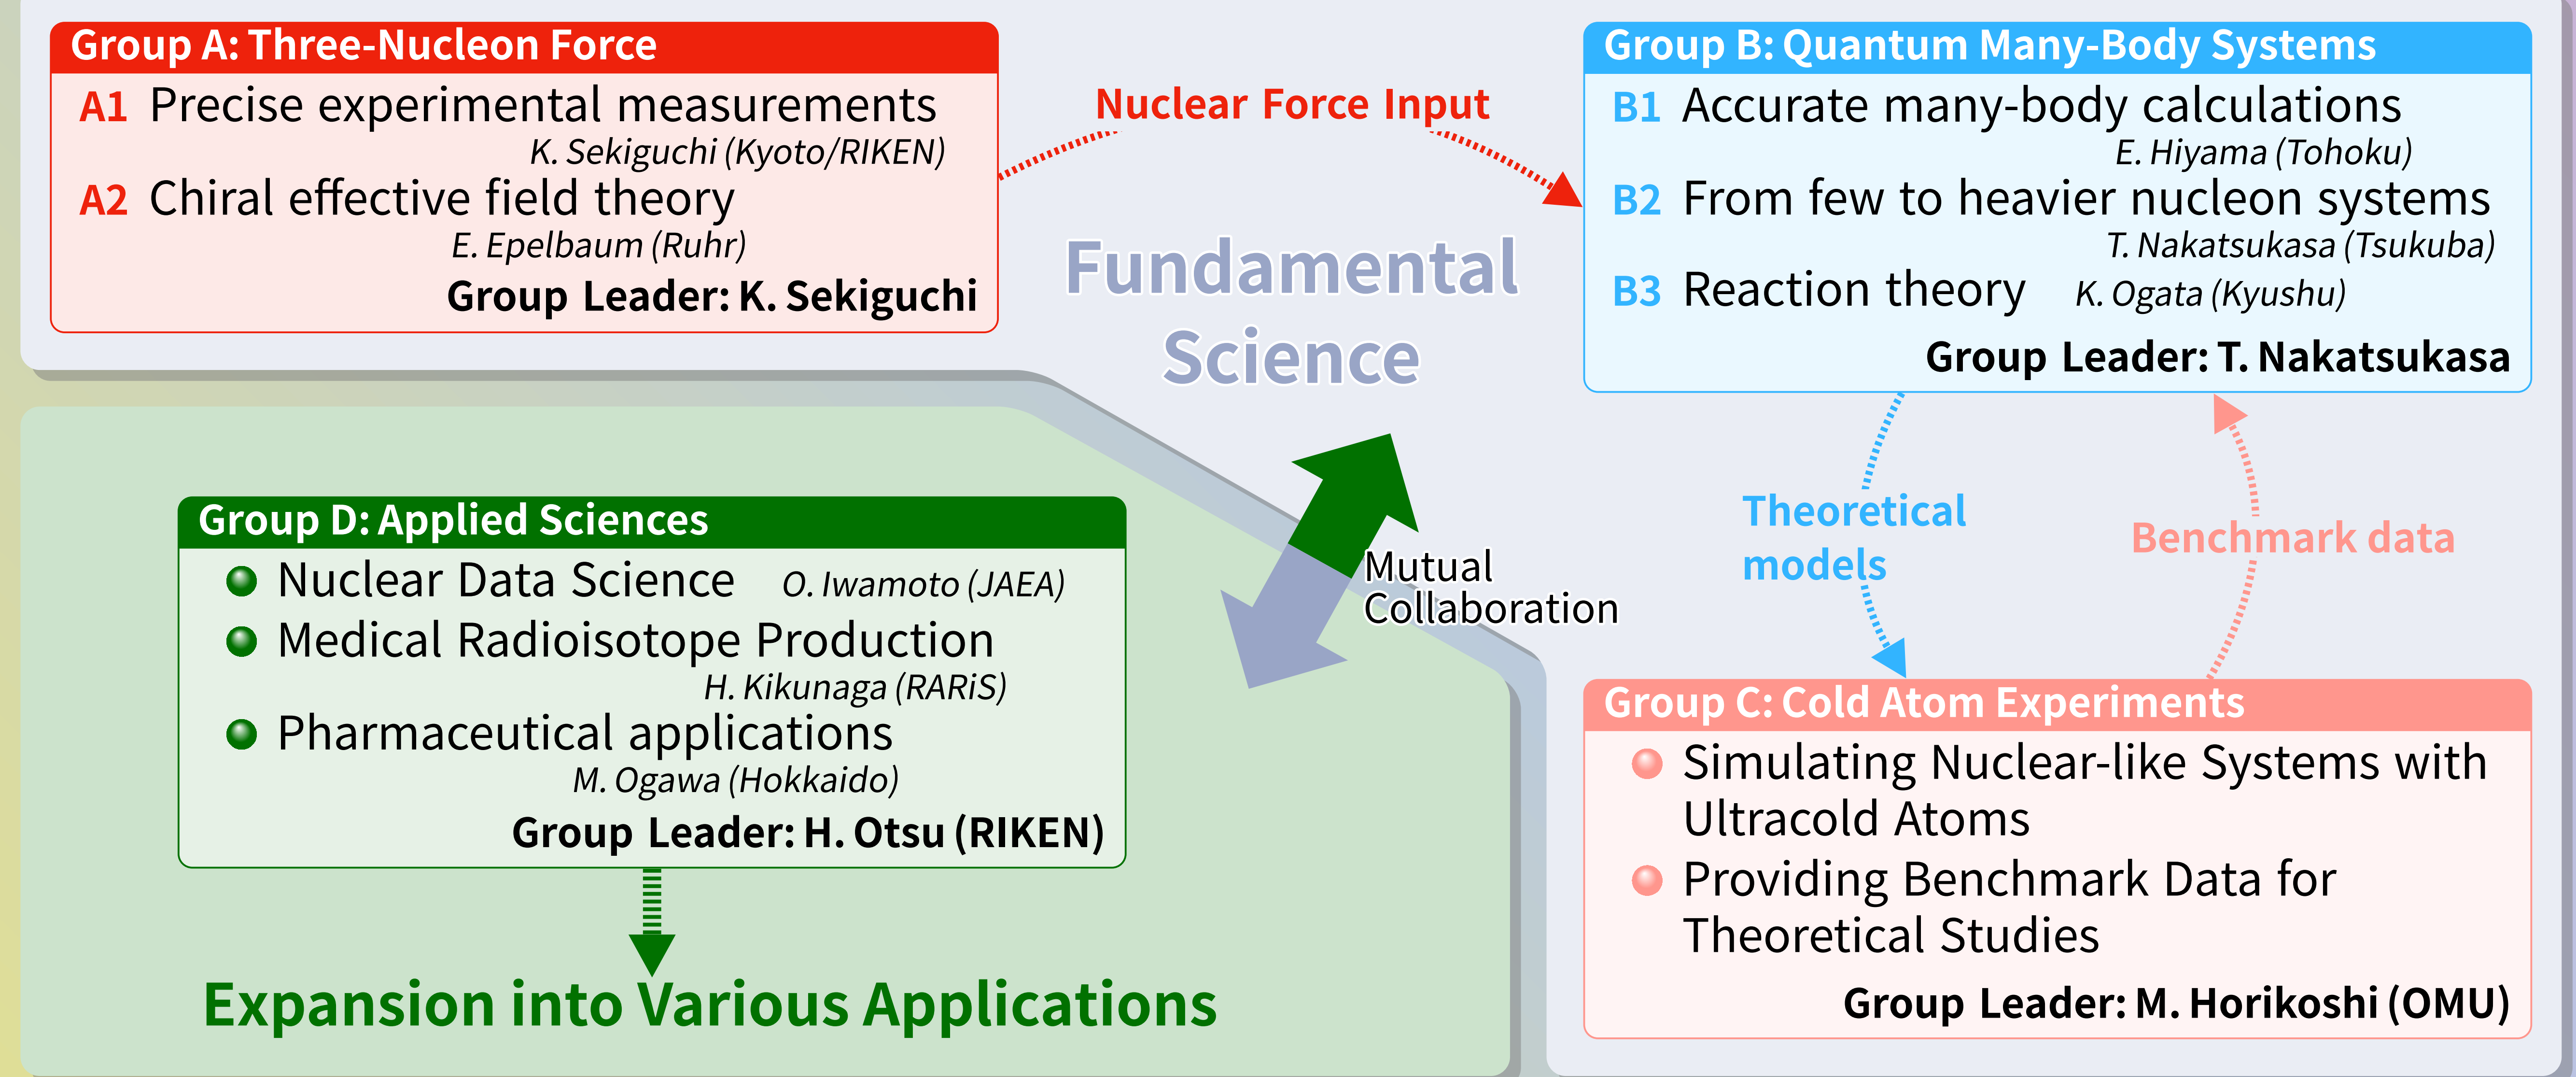 Group A: Three-Nucleon Force
A1 Precise experimental measurements
K. Sekiguchi (Kyoto/RIKEN)
A2 Chiral effective field theory
E. Epelbaum (Ruhr)
Group Leader: K. Sekiguchi
Nuclear Force Input
Group B: Quantum Many-Body Systems
B1 Accurate many-body calculations
E. Hiyama (Tohoku)
B2 From few to heavier nucleon systems
T. Nakatsukasa (Tsukuba)
B3 Reaction theory K. Ogata (Kyushu)
Group Leader: T. Nakatsukasa
Fundamental
Science
Theoretical
models
Benchmark data
Mutual
Collaboration
Group D: Applied Sciences
Nuclear Data Science O. Iwamoto (JAEA)
Medical Radioisotope Production
H. Kikunaga (RARiS)
Pharmaceutical applications
M. Ogawa (Hokkaido)
Group Leader: H. Otsu (RIKEN)
Expansion into Various Applications
Group C: Cold Atom Experiments
Simulating Nuclear-like Systems with
Ultracold Atoms
Providing Benchmark Data for
Theoretical Studies
Group Leader: M. Horikoshi (OMU)